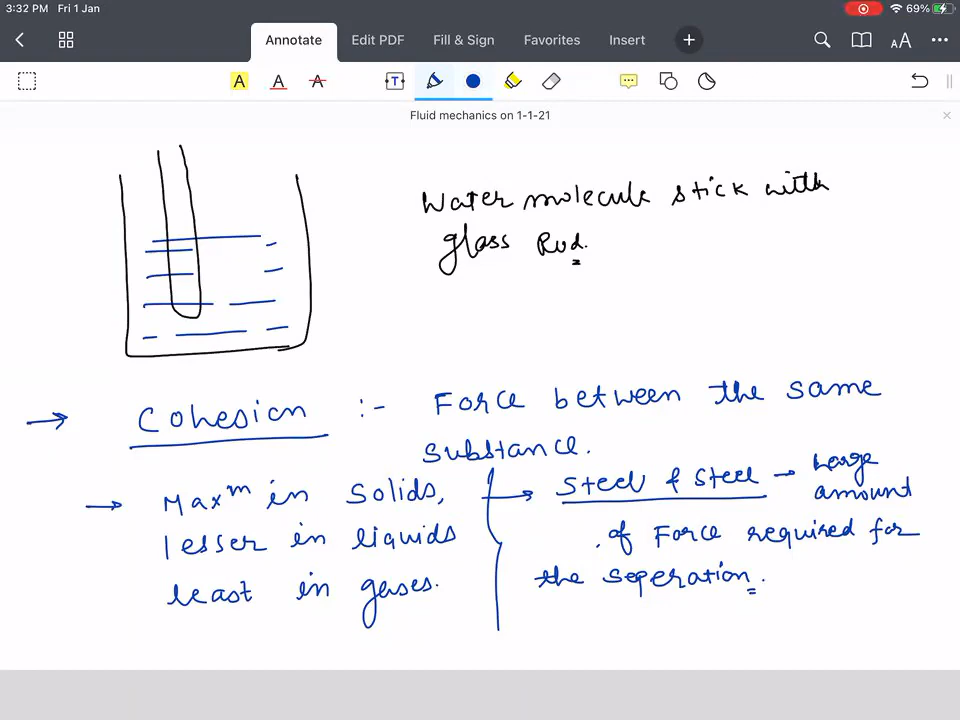 3:32 PM Fri 1 Jan
69%
Annotate Edit PDF Fill & Sign Favorites Insert +
AA
A A A T
Fluid mechanics on 1-1-21
Water molecule stick with
glass Rod.
→ Cohesion :- Force between the same
substance.
→ Maxᵐ in solids,
lesser in liquids
least in gases.
→ Steel & Steel → Large
amount
of Force required for
the seperation.